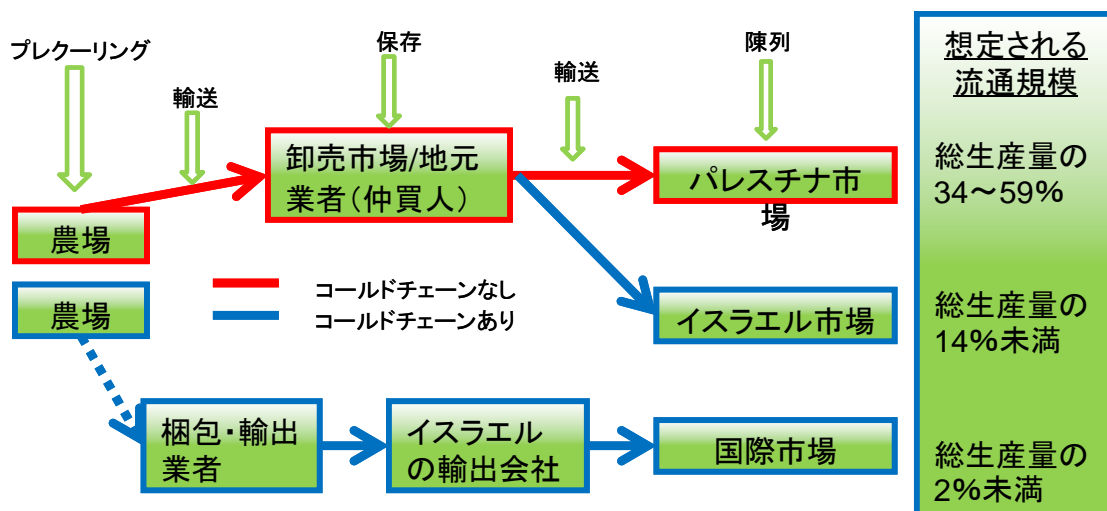 プレクーリング
輸送
保存
輸送
陳列
農場
卸売市場/地元
業者（仲買人）
パレスチナ市
場
農場
コールドチェーンなし
コールドチェーンあり
イスラエル市場
梱包・輸出
業者
イスラエル
の輸出会社
国際市場
想定される
流通規模
総生産量の
34～59%
総生産量の
14%未満
総生産量の
2%未満